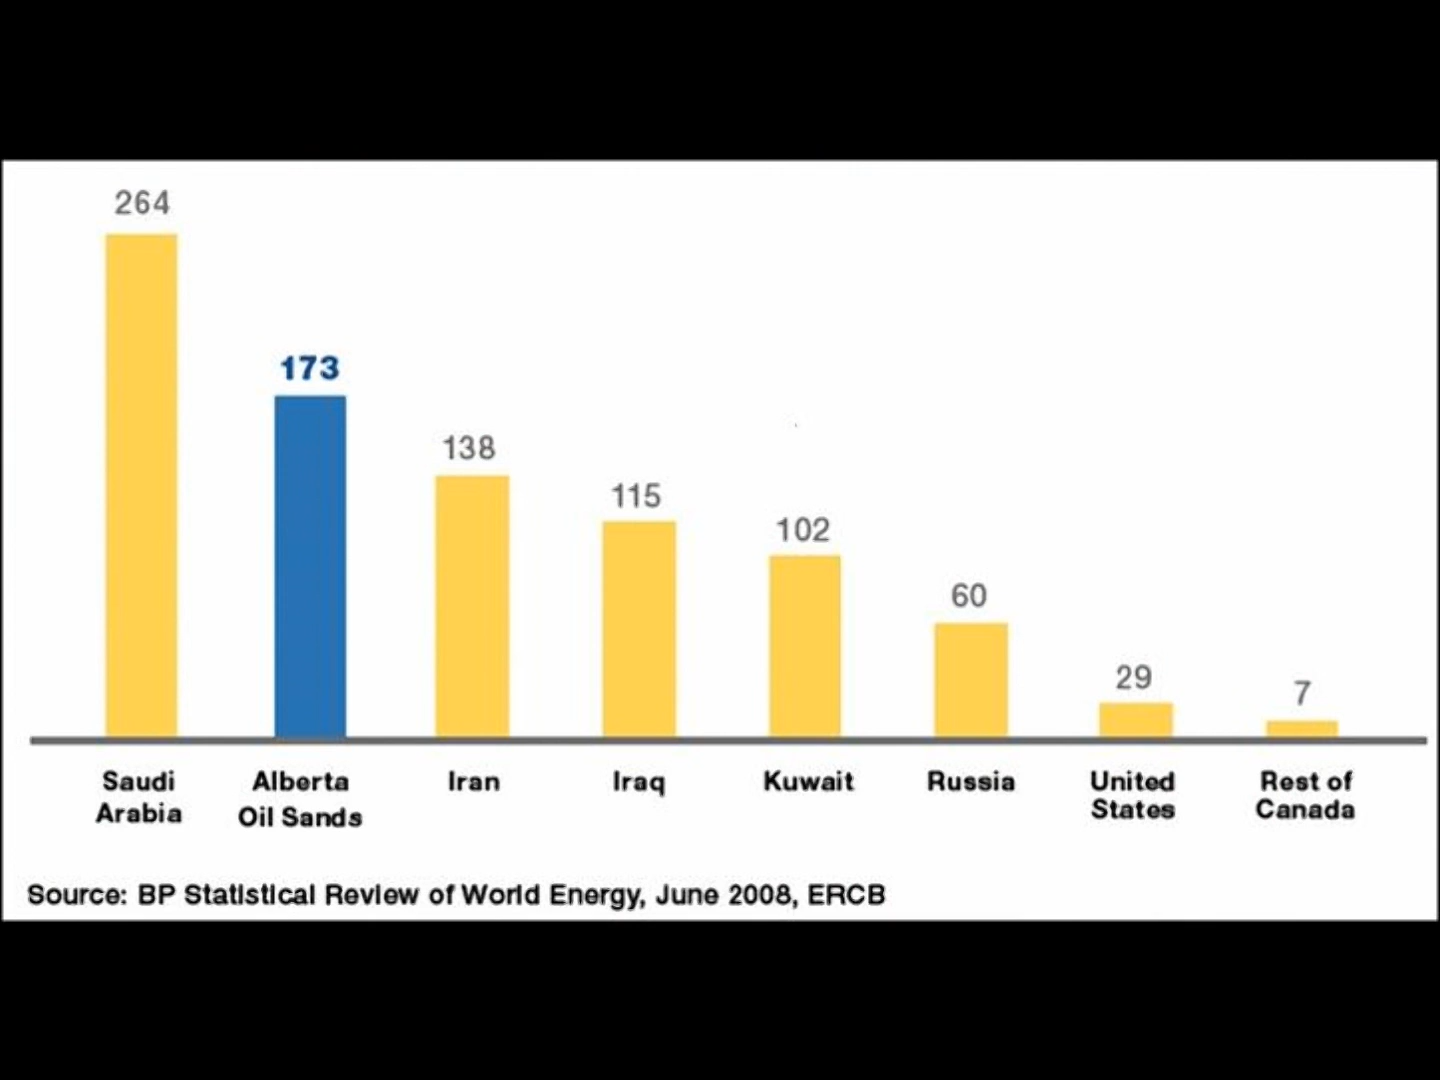 264
173
138
115
102
60
29
7
Saudi
Arabia
Alberta
Oil Sands
Iran
Iraq
Kuwait
Russia
United
States
Rest of
Canada
Source: BP Statistical Review of World Energy, June 2008, ERCB